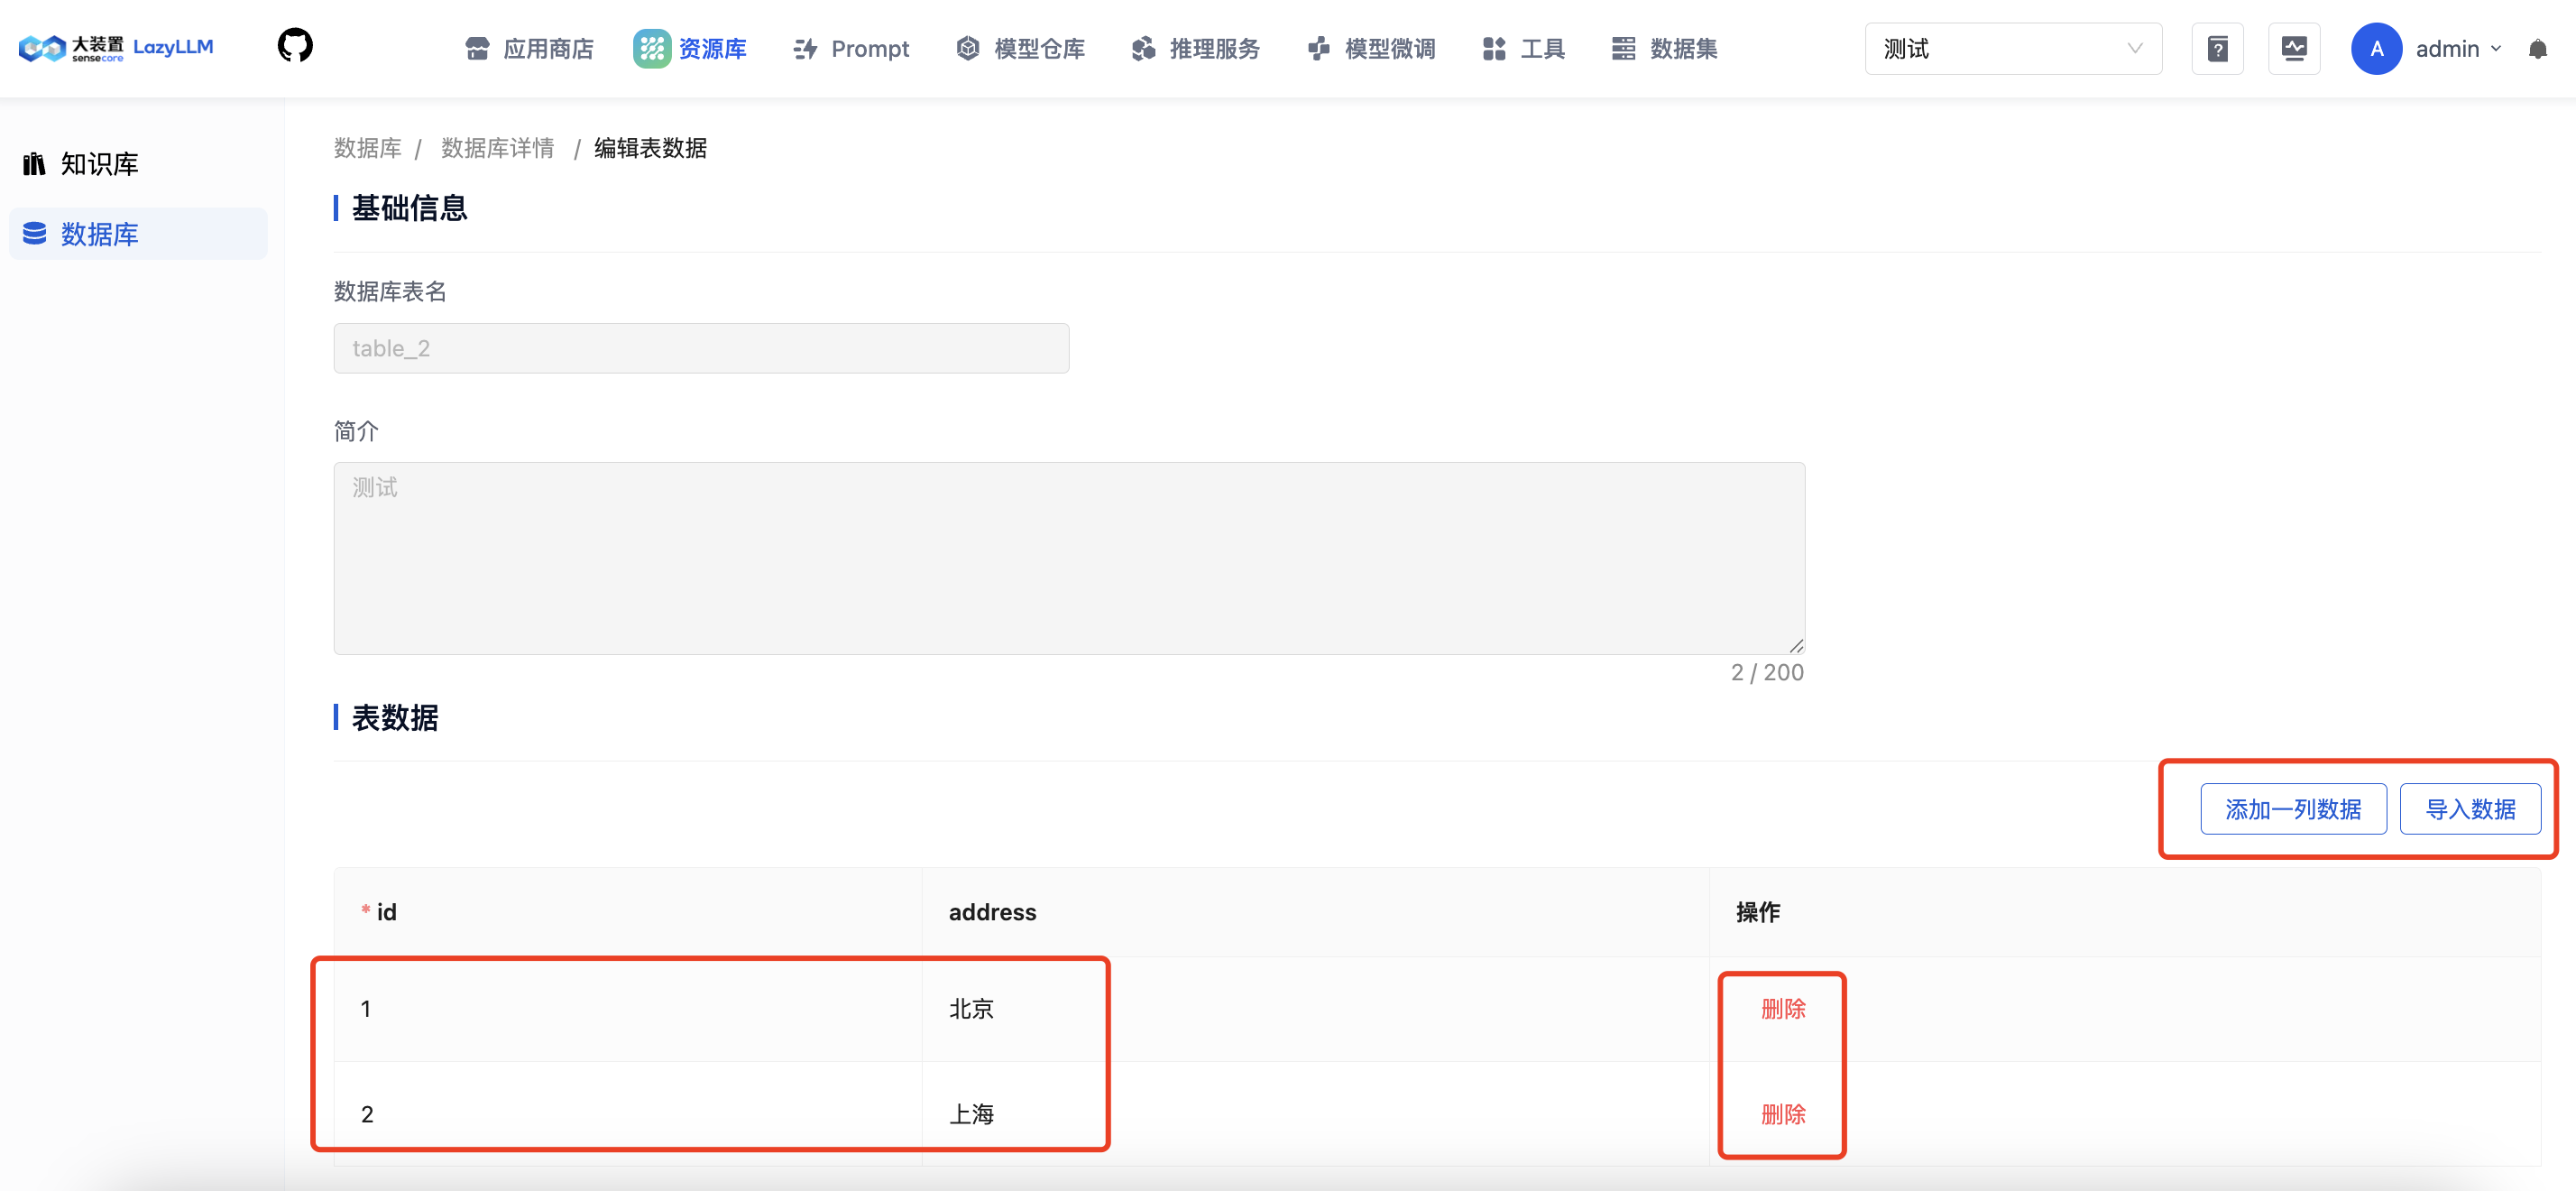 大装置 sensecore LazyLLM
应用商店 资源库 Prompt 模型仓库 推理服务 模型微调 工具 数据集 测试 ? A admin
知识库
数据库
数据库 / 数据库详情 / 编辑表数据
基础信息
数据库表名
table_2
简介
测试
2 / 200
表数据
添加一列数据 导入数据
* id address 操作
1 北京 删除
2 上海 删除